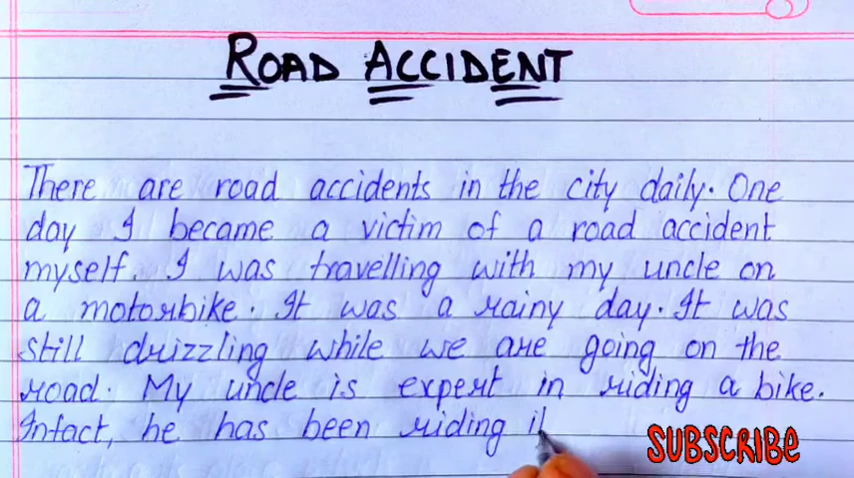 ROAD ACCIDENT
There are road accidents in the city daily. One
day I became a victim of a road accident
myself. I was travelling with my uncle on
a motorbike. It was a rainy day. It was
still drizzling while we are going on the
road. My uncle is expert in riding a bike.
Infact, he has been riding
SUBSCRIBE